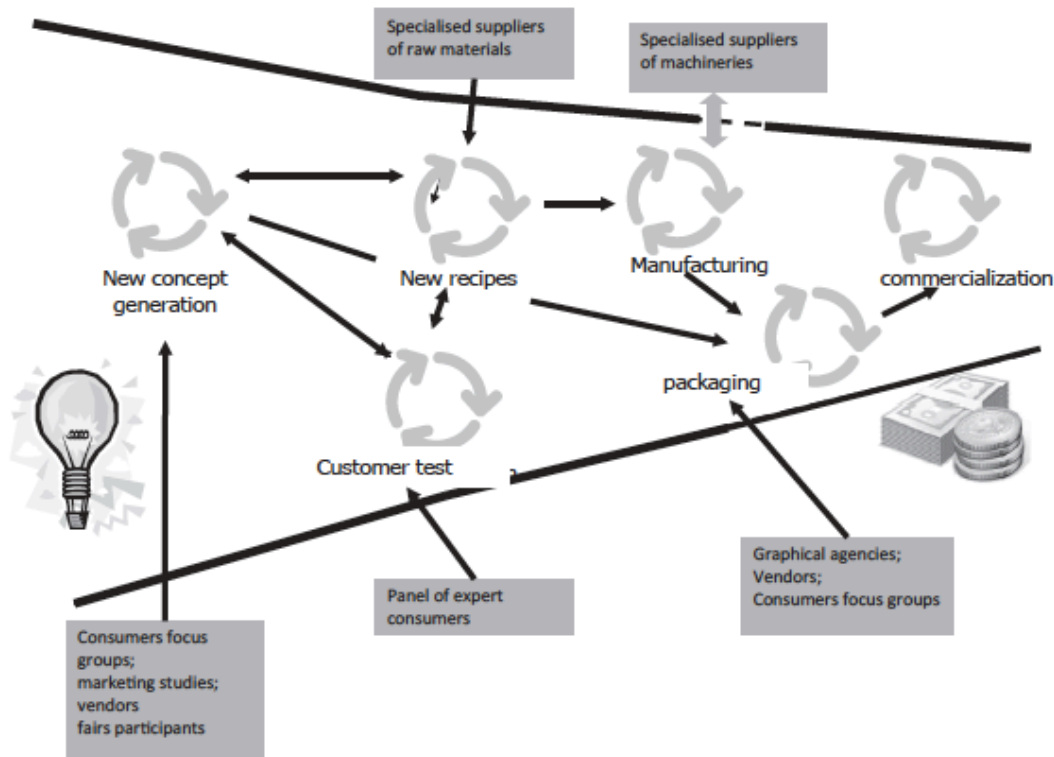 Specialised suppliers
of raw materials
Specialised suppliers
of machineries
New concept
generation
New recipes
Manufacturing
commercialization
packaging
Customer test
Graphical agencies;
Vendors;
Consumers focus groups
Panel of expert
consumers
Consumers focus
groups;
marketing studies;
vendors
fairs participants